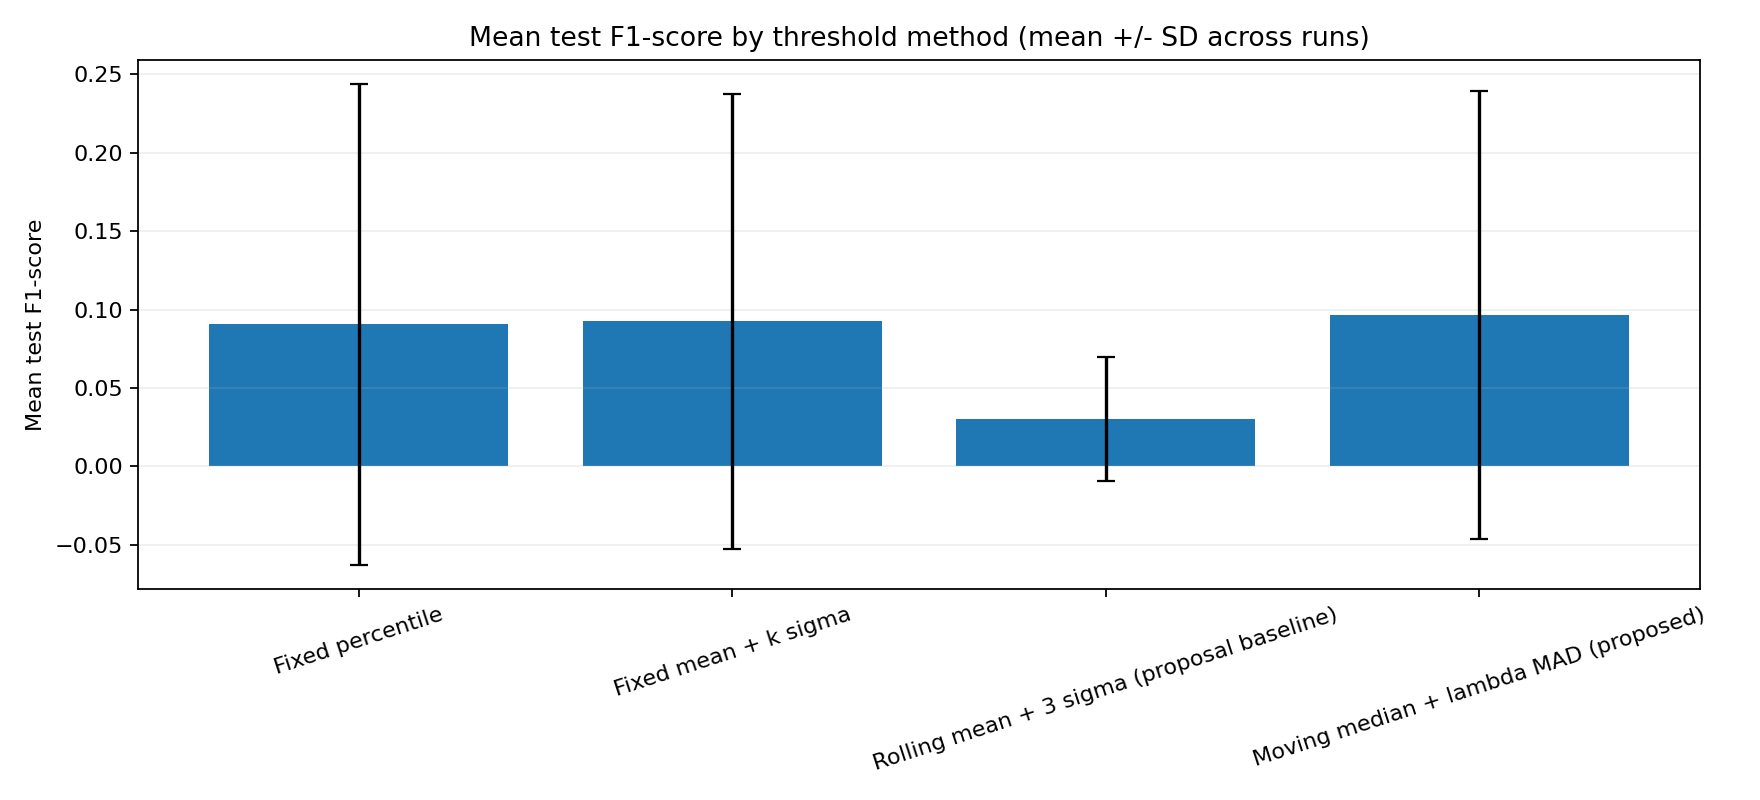 Mean test F1-score by threshold method (mean +/- SD across runs)
Mean test F1-score
0.25
0.20
0.15
0.10
0.05
0.00
−0.05
Fixed percentile
Fixed mean + k sigma
Rolling mean + 3 sigma (proposal baseline)
Moving median + lambda MAD (proposed)